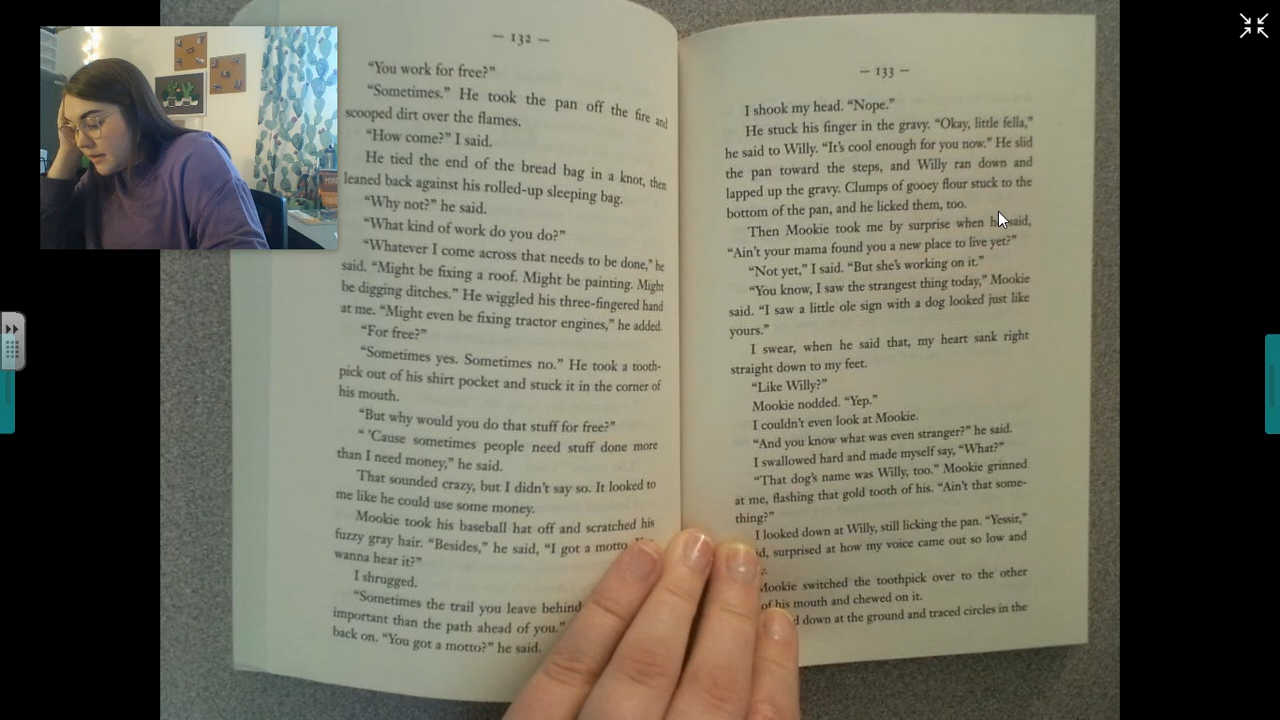 — 132 —
“You work for free?”
“Sometimes.” He took the pan off the fire and
scooped dirt over the flames.
“How come?” I said.
He tied the end of the bread bag in a knot, then
leaned back against his rolled-up sleeping bag.
“Why not?” he said.
“What kind of work do you do?”
“Whatever I come across that needs to be done,” he
said. “Might be fixing a roof. Might be painting. Might
be digging ditches.” He wiggled his three-fingered hand
at me. “Might even be fixing tractor engines,” he added.
“For free?”
“Sometimes yes. Sometimes no.” He took a tooth-
pick out of his shirt pocket and stuck it in the corner of
his mouth.
“But why would you do that stuff for free?”
“ ’Cause sometimes people need stuff done more
than I need money,” he said.
That sounded crazy, but I didn’t say so. It looked to
me like he could use some money.
Mookie took his baseball hat off and scratched his
fuzzy gray hair. “Besides,” he said, “I got a motto.
wanna hear it?”
I shrugged.
“Sometimes the trail you leave behind
important than the path ahead of you.”
back on. “You got a motto?” he said.
— 133 —
I shook my head. “Nope.”
He stuck his finger in the gravy. “Okay, little fella,”
he said to Willy. “It’s cool enough for you now.” He slid
the pan toward the steps, and Willy ran down and
lapped up the gravy. Clumps of gooey flour stuck to the
bottom of the pan, and he licked them, too.
Then Mookie took me by surprise when he said,
“Ain’t your mama found you a new place to live yet?”
“Not yet,” I said. “But she’s working on it.”
“You know, I saw the strangest thing today,” Mookie
said. “I saw a little ole sign with a dog looked just like
yours.”
I swear, when he said that, my heart sank right
straight down to my feet.
“Like Willy?”
Mookie nodded. “Yep.”
I couldn’t even look at Mookie.
“And you know what was even stranger?” he said.
I swallowed hard and made myself say, “What?”
“That dog’s name was Willy, too.” Mookie grinned
at me, flashing that gold tooth of his. “Ain’t that some-
thing?”
I looked down at Willy, still licking the pan. “Yessir,”
surprised at how my voice came out so low and
Mookie switched the toothpick over to the other
of his mouth and chewed on it.
down at the ground and traced circles in the